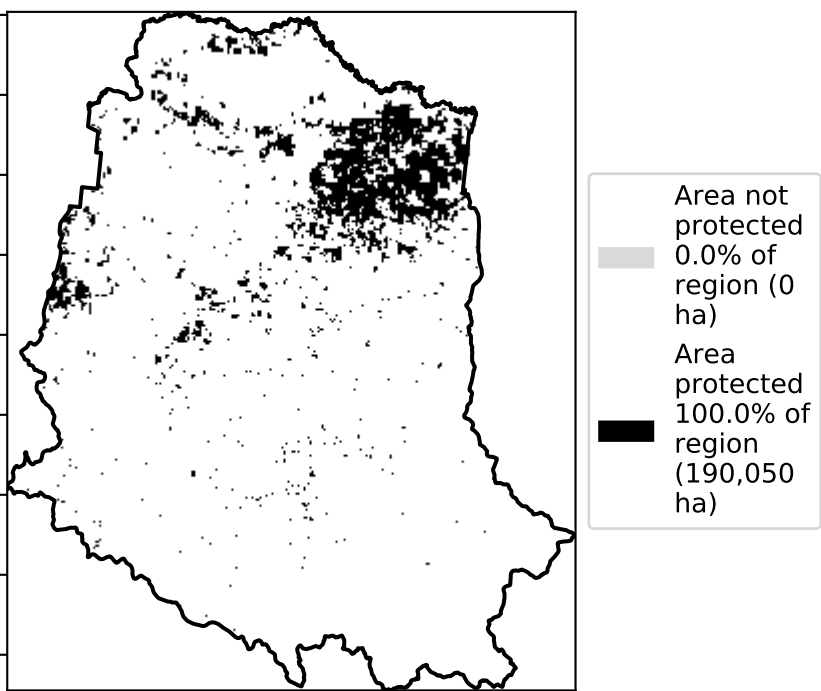 Area not
protected
0.0% of
region (0
ha)
Area
protected
100.0% of
region
(190,050
ha)